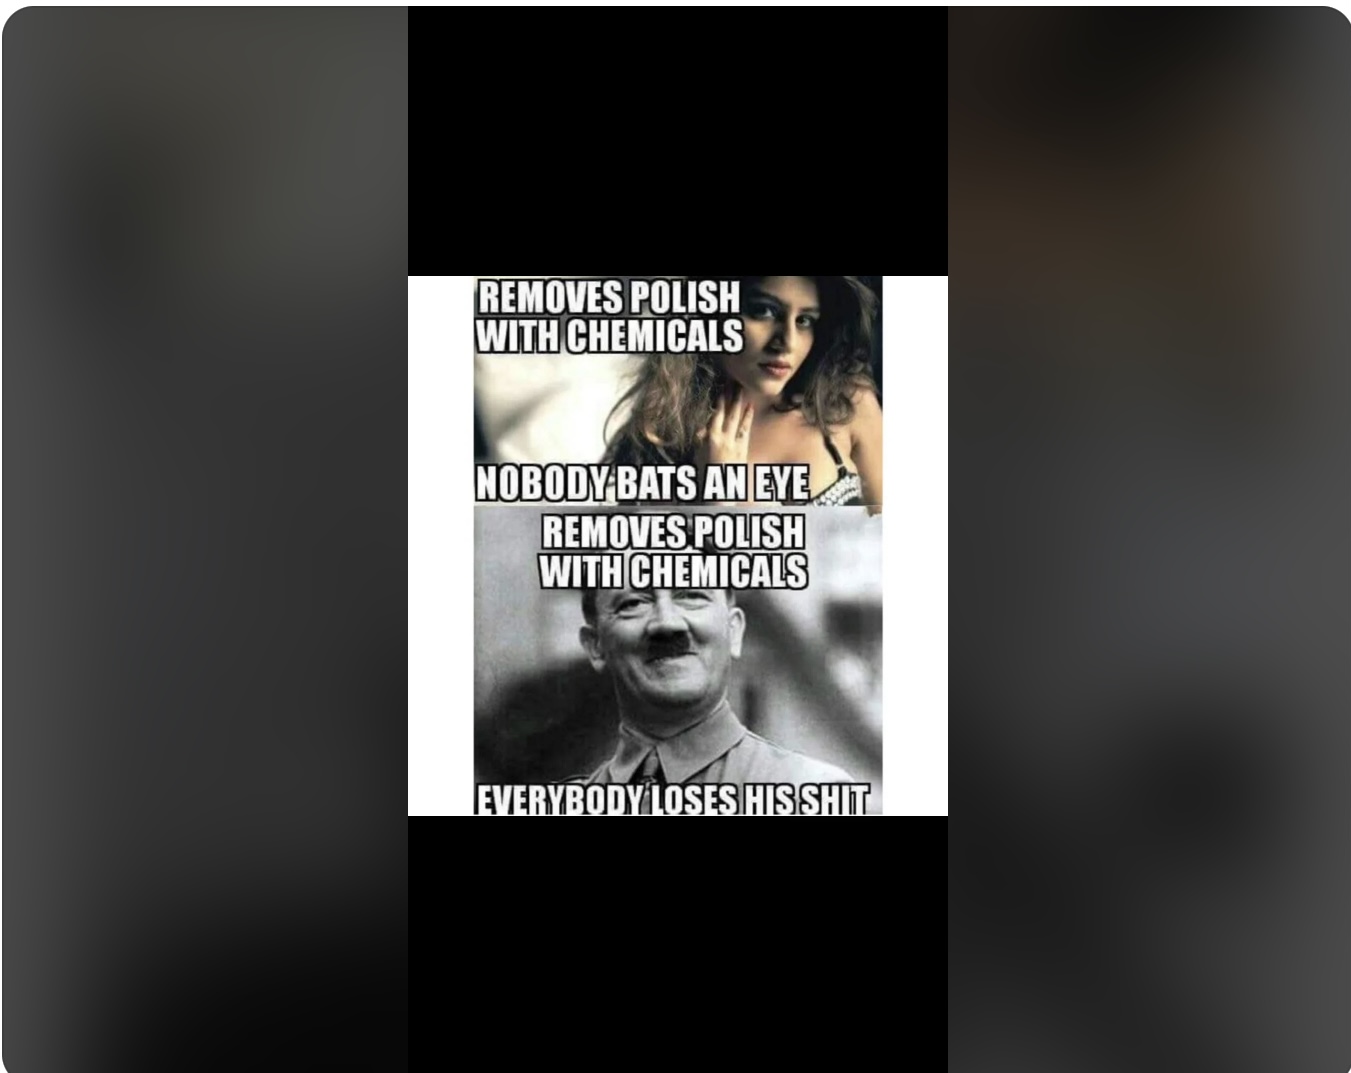 REMOVES POLISH
WITH CHEMICALS
NOBODY BATS AN EYE
REMOVES POLISH
WITH CHEMICALS
EVERYBODY LOSES HIS SHIT